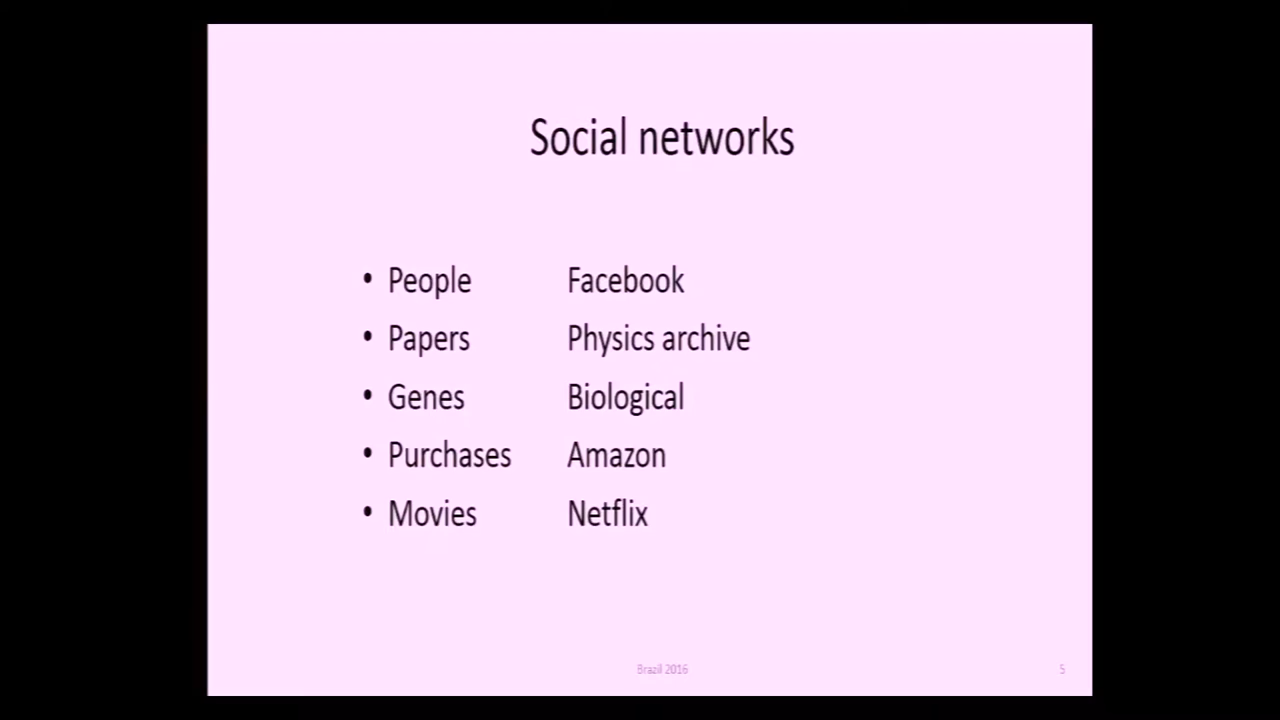 Social networks
• People Facebook
• Papers Physics archive
• Genes Biological
• Purchases Amazon
• Movies Netflix
Brazil 2016 5